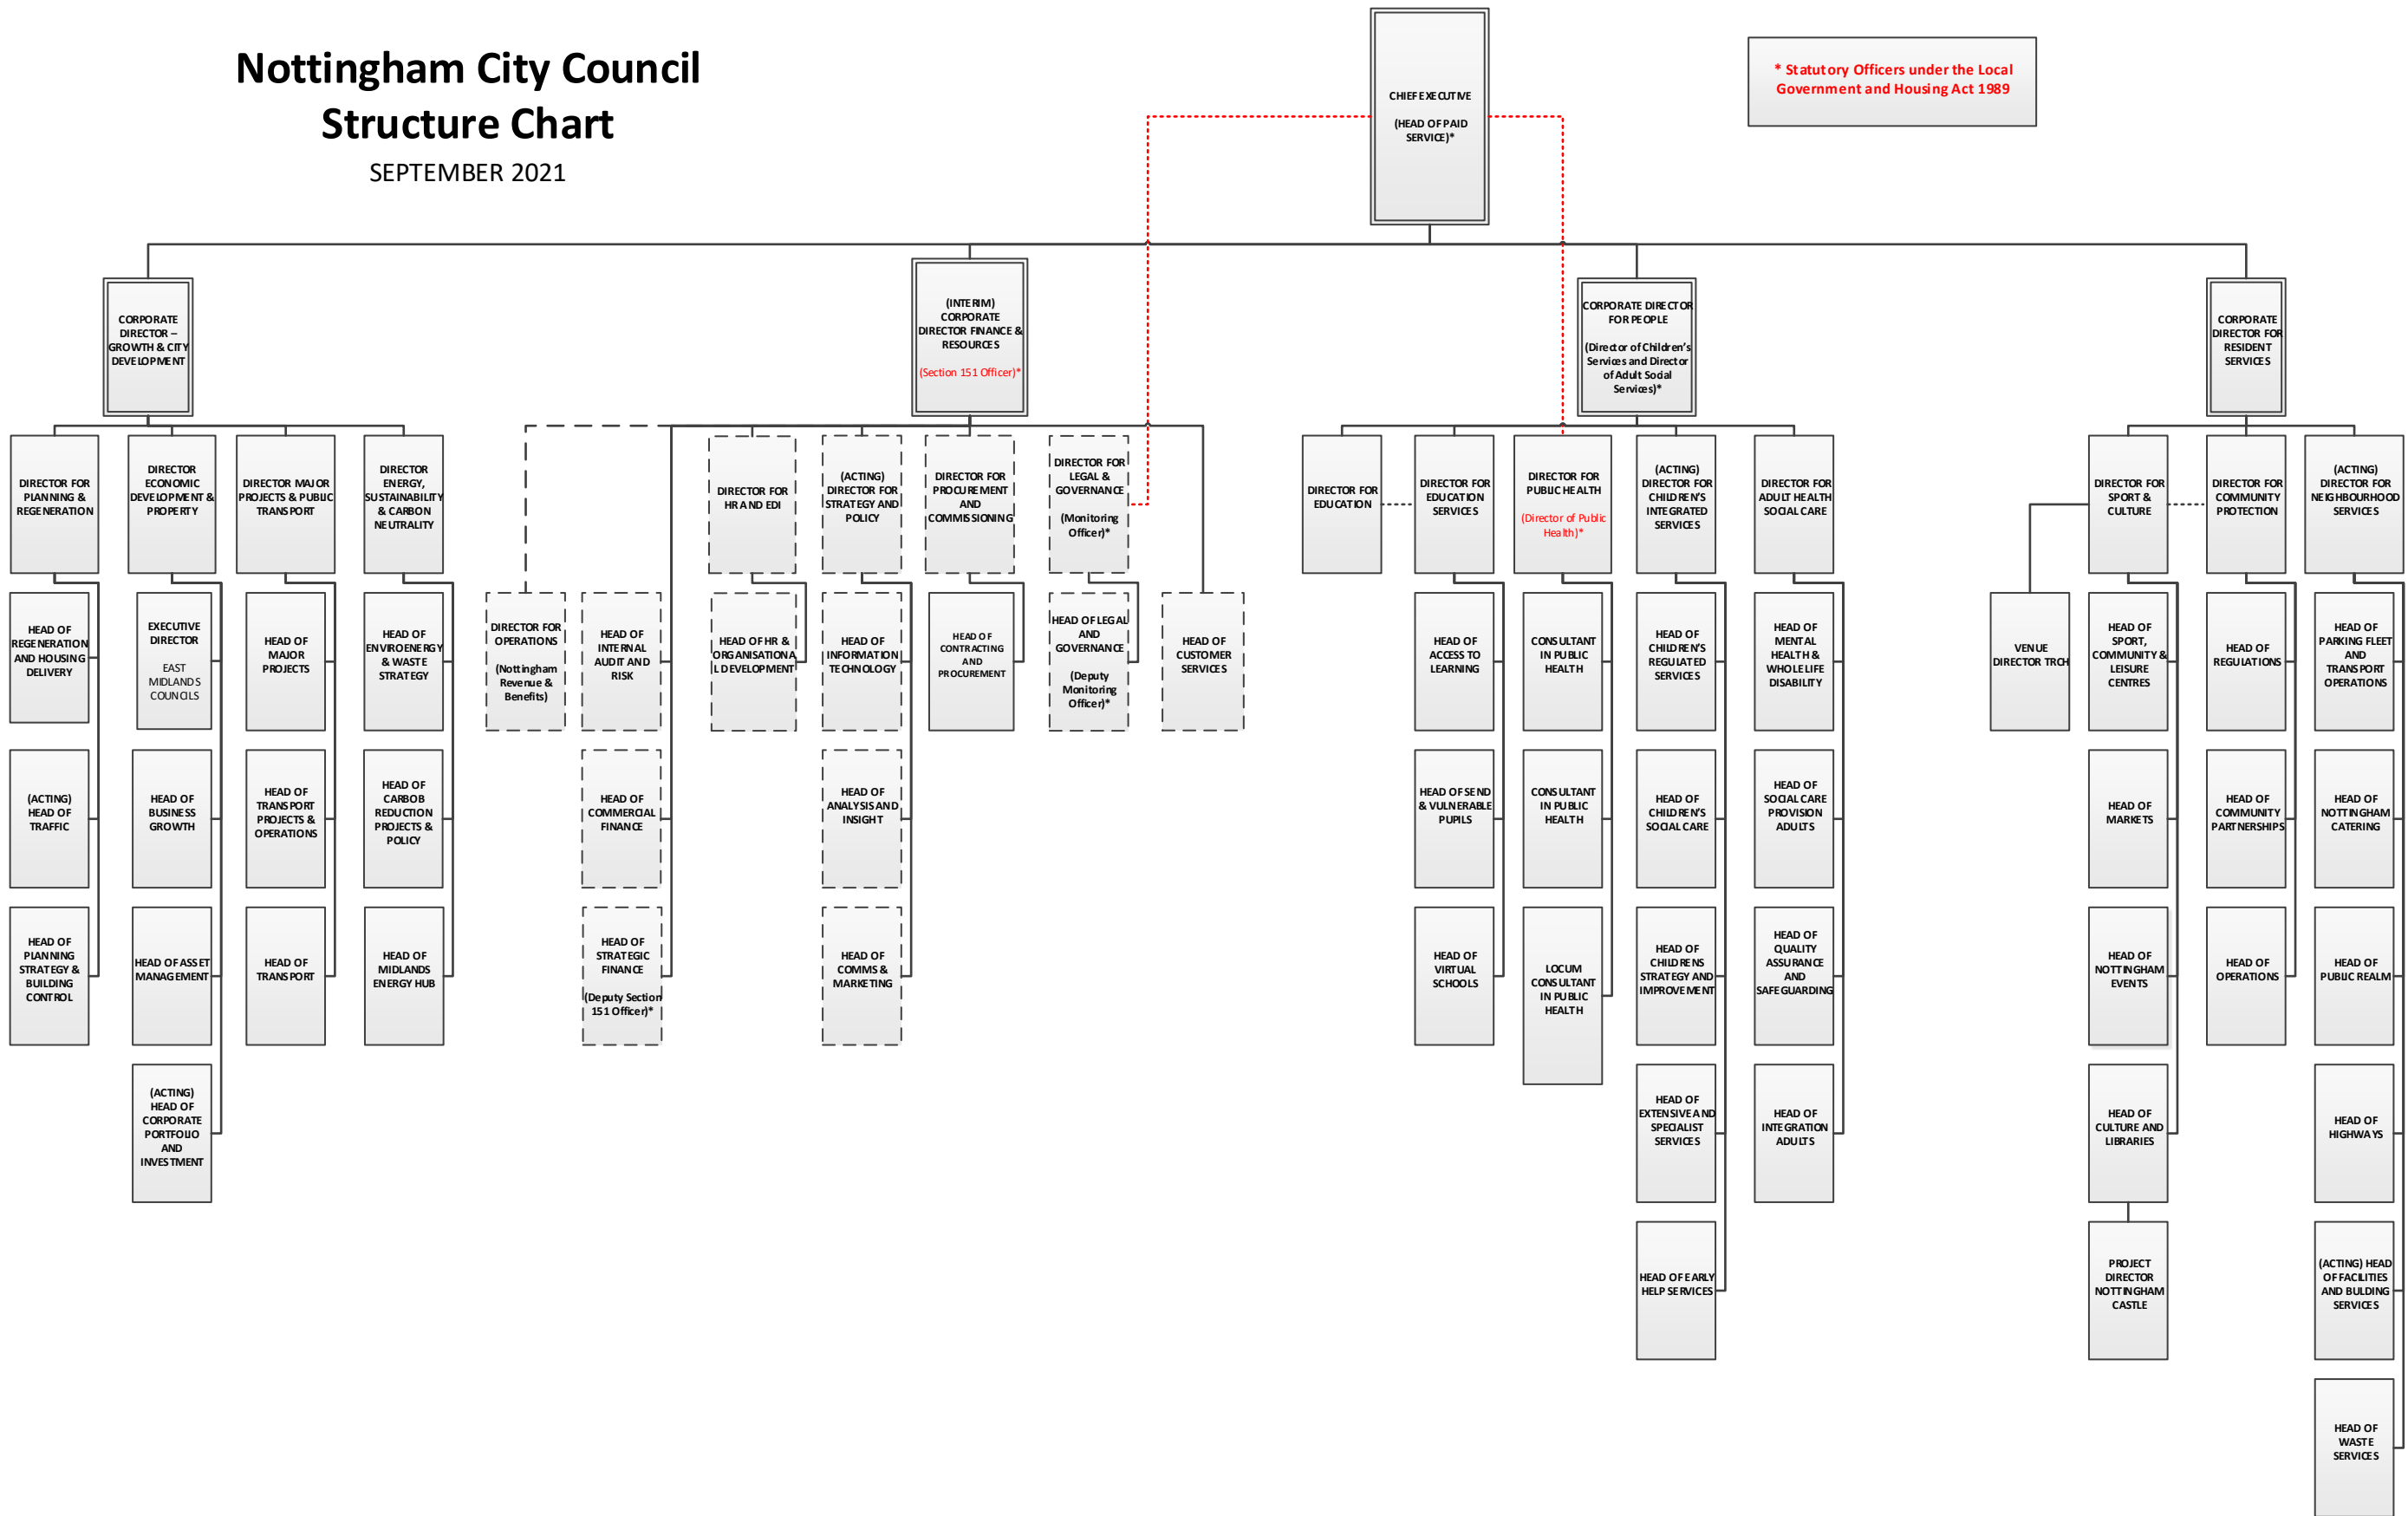 Nottingham City Council
Structure Chart
SEPTEMBER 2021
CHIEF EXECUTIVE
(HEAD OF PAID
SERVICE)*
* Statutory Officers under the Local
Government and Housing Act 1989
CORPORATE
DIRECTOR –
GROWTH & CITY
DEVELOPMENT
(INTERIM)
CORPORATE
DIRECTOR FINANCE &
RESOURCES
(Section 151 Officer)*
CORPORATE DIRECTOR
FOR PEOPLE
(Director of Children's
Services and Director
of Adult Social
Services)*
CORPORATE
DIRECTOR FOR
RESIDENT
SERVICES
DIRECTOR FOR
PLANNING &
REGENERATION
DIRECTOR
ECONOMIC
DEVELOPMENT &
PROPERTY
DIRECTOR MAJOR
PROJECTS & PUBLIC
TRANSPORT
DIRECTOR
ENERGY,
SUSTAINABILITY
& CARBON
NEUTRALITY
DIRECTOR FOR
HR AND EDI
(ACTING)
DIRECTOR FOR
STRATEGY AND
POLICY
DIRECTOR FOR
PROCUREMENT
AND
COMMISSIONING
DIRECTOR FOR
LEGAL &
GOVERNANCE
(Monitoring
Officer)*
DIRECTOR FOR
EDUCATION
DIRECTOR FOR
EDUCATION
SERVICES
DIRECTOR FOR
PUBLIC HEALTH
(Director of Public
Health)*
(ACTING)
DIRECTOR FOR
CHILDREN'S
INTEGRATED
SERVICES
DIRECTOR FOR
ADULT HEALTH
SOCIAL CARE
DIRECTOR FOR
SPORT &
CULTURE
DIRECTOR FOR
COMMUNITY
PROTECTION
(ACTING)
DIRECTOR FOR
NEIGHBOURHOOD
SERVICES
HEAD OF
REGENERATION
AND HOUSING
DELIVERY
EXECUTIVE
DIRECTOR
EAST
MIDLANDS
COUNCILS
HEAD OF
MAJOR
PROJECTS
HEAD OF
ENVIROENERGY
& WASTE
STRATEGY
DIRECTOR FOR
OPERATIONS
(Nottingham
Revenue &
Benefits)
HEAD OF
INTERNAL
AUDIT AND
RISK
HEAD OF HR &
ORGANISATIONA
L DEVELOPMENT
HEAD OF
INFORMATION
TECHNOLOGY
HEAD OF
CONTRACTING
AND
PROCUREMENT
HEAD OF LEGAL
AND
GOVERNANCE
(Deputy
Monitoring
Officer)*
HEAD OF
CUSTOMER
SERVICES
HEAD OF
ACCESS TO
LEARNING
CONSULTANT
IN PUBLIC
HEALTH
HEAD OF
CHILDREN'S
REGULATED
SERVICES
HEAD OF
MENTAL
HEALTH &
WHOLE LIFE
DISABILITY
VENUE
DIRECTOR TRCH
HEAD OF
SPORT,
COMMUNITY &
LEISURE
CENTRES
HEAD OF
REGULATIONS
HEAD OF
PARKING FLEET
AND
TRANSPORT
OPERATIONS
(ACTING)
HEAD OF
TRAFFIC
HEAD OF
BUSINESS
GROWTH
HEAD OF
TRANSPORT
PROJECTS &
OPERATIONS
HEAD OF
CARBOB
REDUCTION
PROJECTS &
POLICY
HEAD OF
COMMERCIAL
FINANCE
HEAD OF
ANALYSIS AND
INSIGHT
HEAD OF SEND
& VULNERABLE
PUPILS
CONSULTANT
IN PUBLIC
HEALTH
HEAD OF
CHILDREN'S
SOCIAL CARE
HEAD OF
SOCIAL CARE
PROVISION
ADULTS
HEAD OF
MARKETS
HEAD OF
COMMUNITY
PARTNERSHIPS
HEAD OF
NOTTINGHAM
CATERING
HEAD OF
PLANNING
STRATEGY &
BUILDING
CONTROL
HEAD OF ASSET
MANAGEMENT
HEAD OF
TRANSPORT
HEAD OF
MIDLANDS
ENERGY HUB
HEAD OF
STRATEGIC
FINANCE
(Deputy Section
151 Officer)*
HEAD OF
COMMS &
MARKETING
HEAD OF
VIRTUAL
SCHOOLS
LOCUM
CONSULTANT
IN PUBLIC
HEALTH
HEAD OF
CHILDRENS
STRATEGY AND
IMPROVEMENT
HEAD OF
QUALITY
ASSURANCE
AND
SAFEGUARDING
HEAD OF
NOTTINGHAM
EVENTS
HEAD OF
OPERATIONS
HEAD OF
PUBLIC REALM
(ACTING)
HEAD OF
CORPORATE
PORTFOLIO
AND
INVESTMENT
HEAD OF
EXTENSIVE AND
SPECIALIST
SERVICES
HEAD OF
INTEGRATION
ADULTS
HEAD OF
CULTURE AND
LIBRARIES
HEAD OF
HIGHWAYS
HEAD OF EARLY
HELP SERVICES
PROJECT
DIRECTOR
NOTTINGHAM
CASTLE
(ACTING) HEAD
OF FACILITIES
AND BULDING
SERVICES
HEAD OF
WASTE
SERVICES